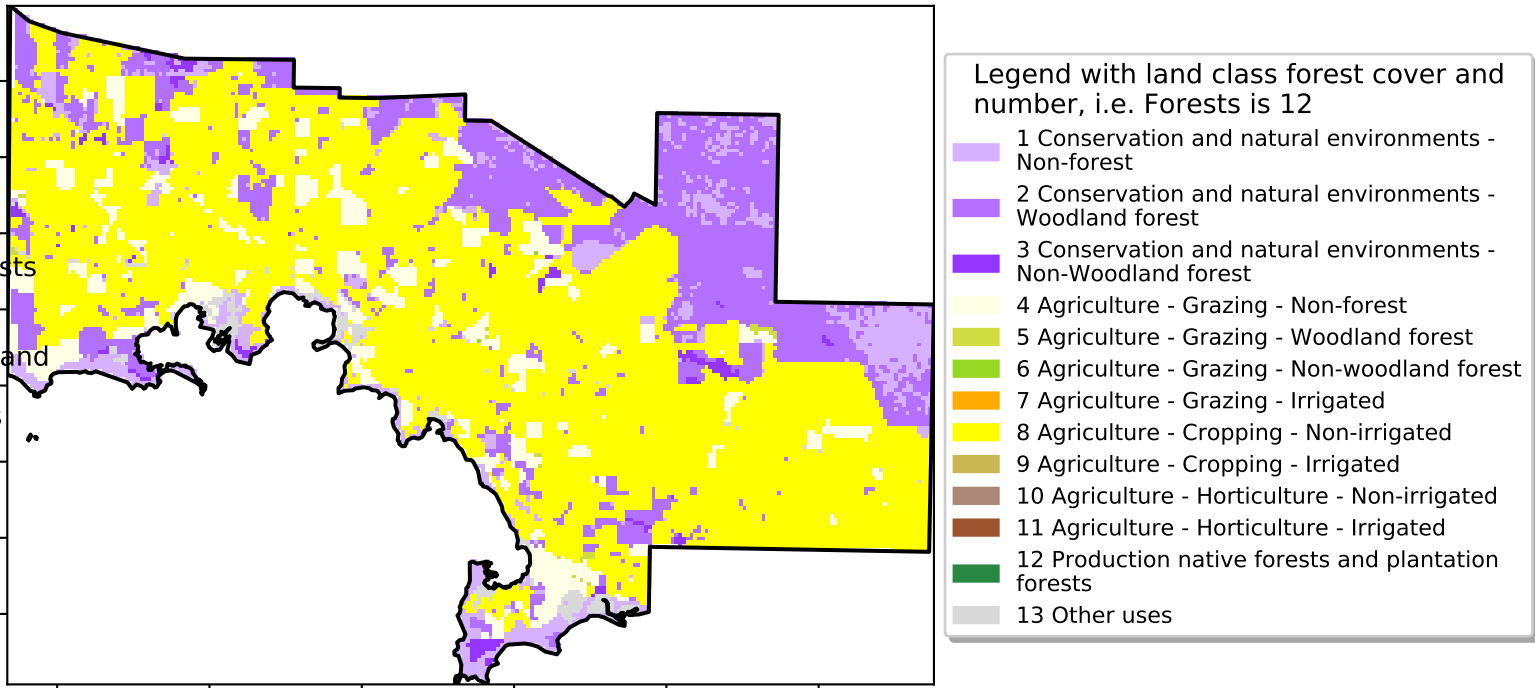 sts
and
Legend with land class forest cover and
number, i.e. Forests is 12
1 Conservation and natural environments -
Non-forest
2 Conservation and natural environments -
Woodland forest
3 Conservation and natural environments -
Non-Woodland forest
4 Agriculture - Grazing - Non-forest
5 Agriculture - Grazing - Woodland forest
6 Agriculture - Grazing - Non-woodland forest
7 Agriculture - Grazing - Irrigated
8 Agriculture - Cropping - Non-irrigated
9 Agriculture - Cropping - Irrigated
10 Agriculture - Horticulture - Non-irrigated
11 Agriculture - Horticulture - Irrigated
12 Production native forests and plantation
forests
13 Other uses